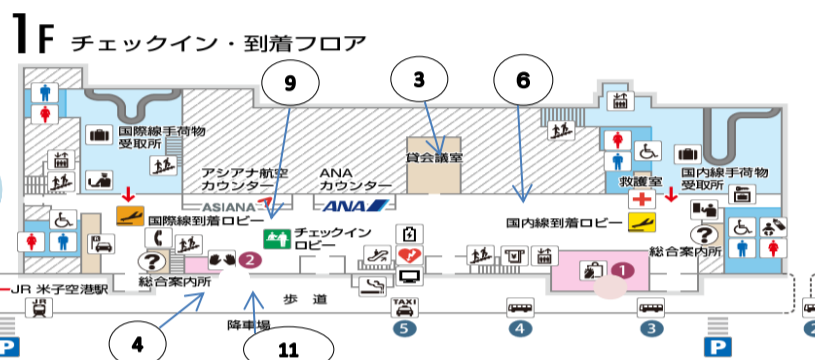 1F チェックイン・到着フロア
9
3
6
国際線手荷物
受取所
貸会議室
国内線手荷物
受取所
アシアナ航空
カウンター
ANA
カウンター
救護室
ASIANA
ANA
国際線到着ロビー
チェックイン
ロビー
国内線到着ロビー
総合案内所
2
?
?
総合案内所
1
JR 米子空港駅
JR
歩道
TAXI
降車場
4
11
5
4
3
2
P
P